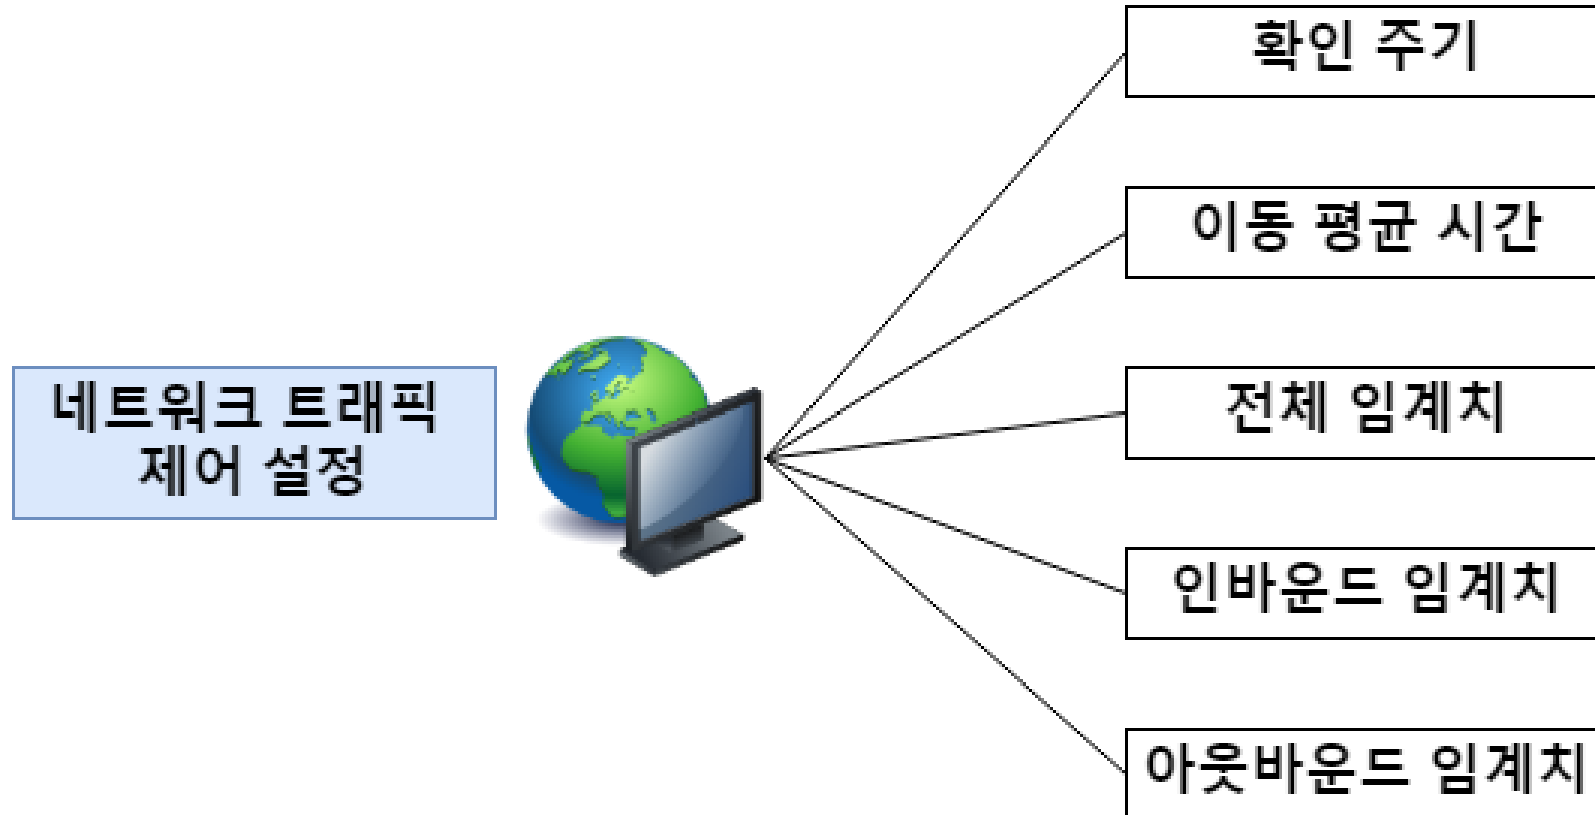 확인 주기
이동 평균 시간
네트워크 트래픽
제어 설정
전체 임계치
인바운드 임계치
아웃바운드 임계치